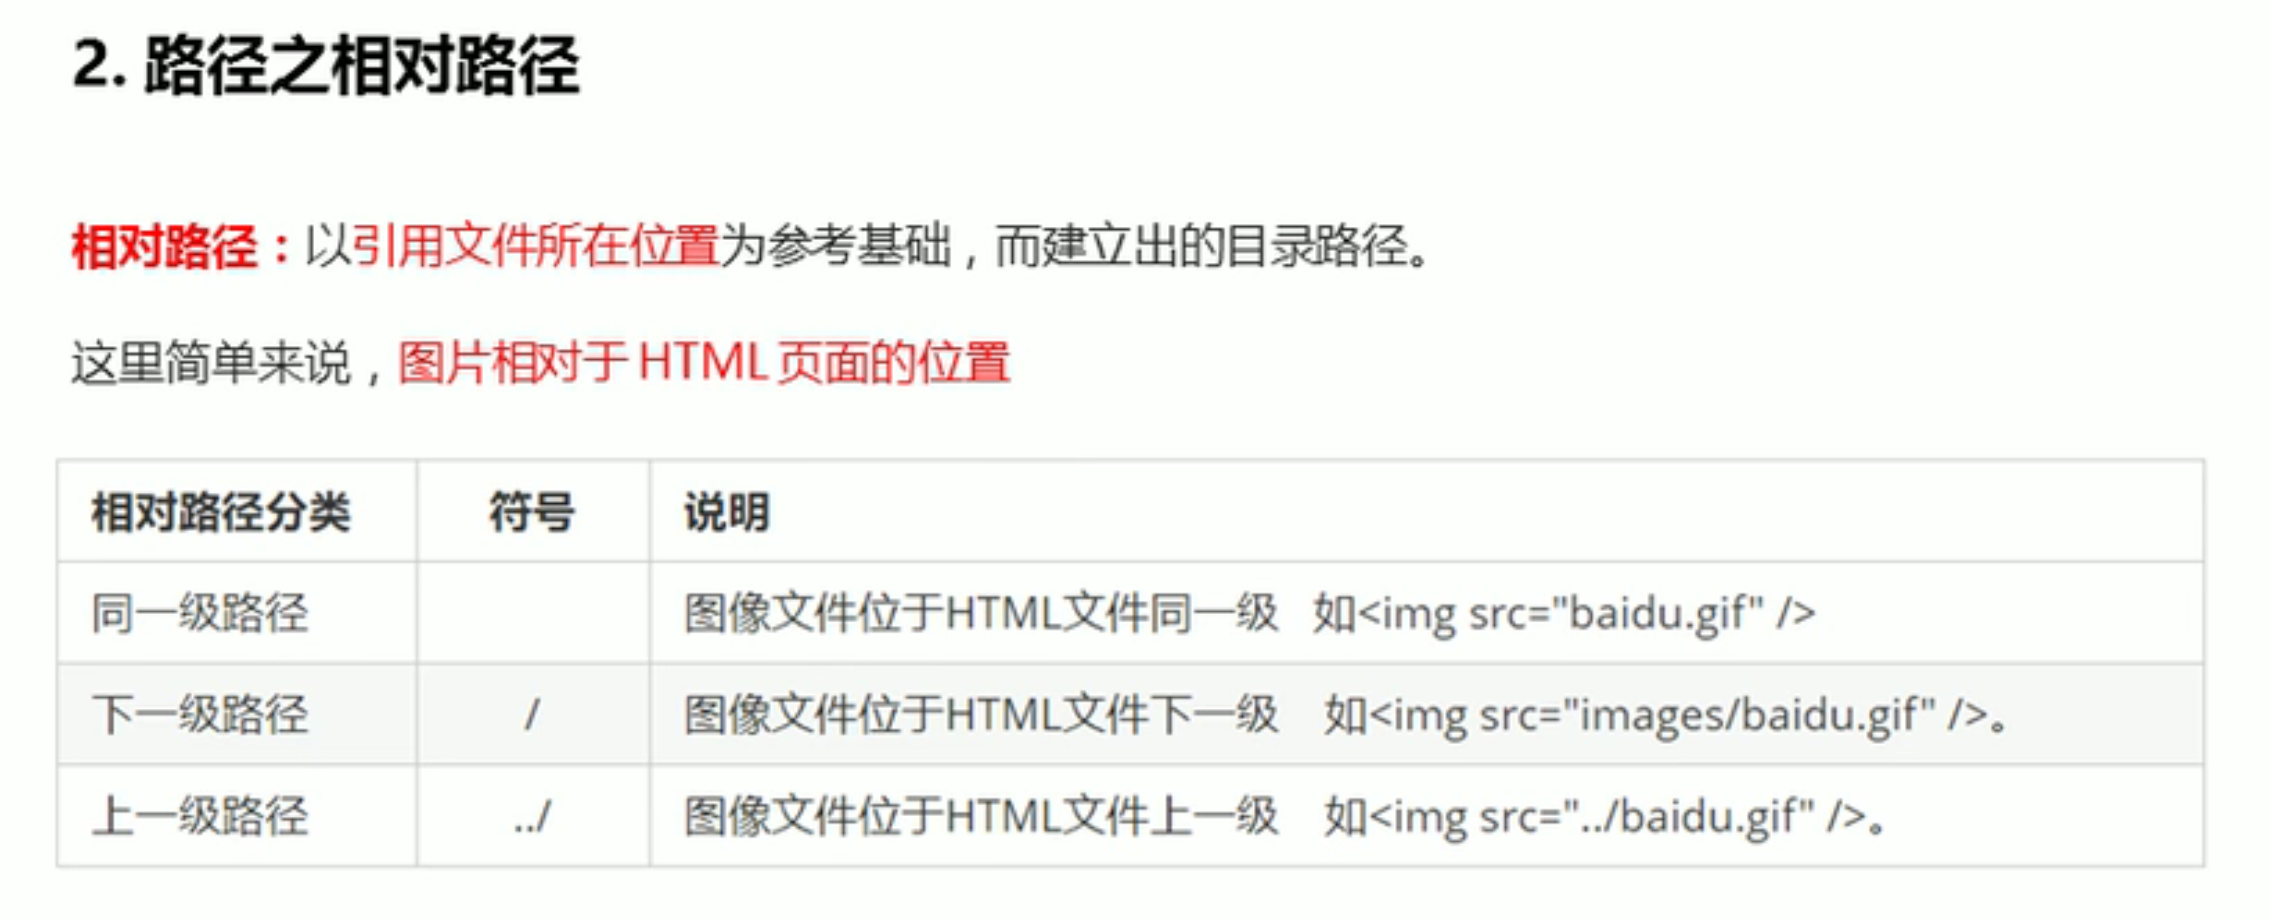 2. 路径之相对路径
相对路径：以引用文件所在位置为参考基础，而建立出的目录路径。
这里简单来说，图片相对于 HTML 页面的位置
相对路径分类 符号 说明
同一级路径 图像文件位于HTML文件同一级 如<img src="baidu.gif" />
下一级路径 / 图像文件位于HTML文件下一级 如<img src="images/baidu.gif" />。
上一级路径 ../ 图像文件位于HTML文件上一级 如<img src="../baidu.gif" />。